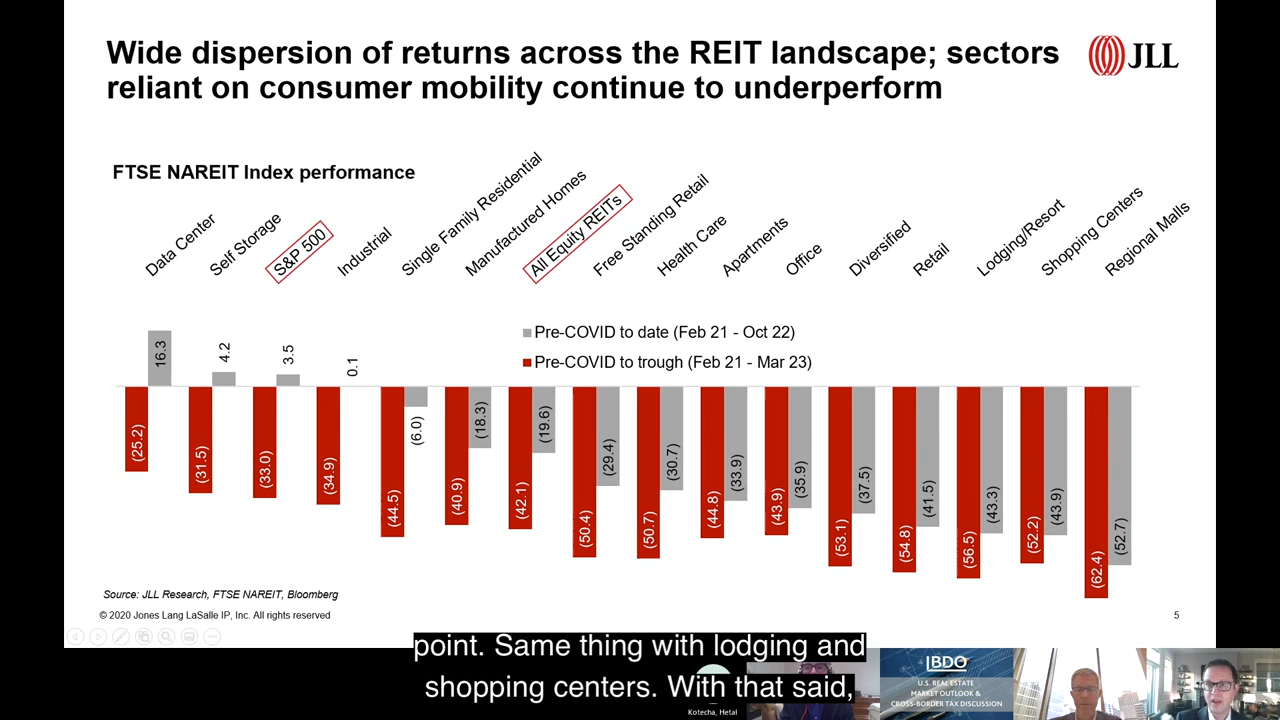 Wide dispersion of returns across the REIT landscape; sectors
reliant on consumer mobility continue to underperform
JLL
FTSE NAREIT Index performance
Data Center
Self Storage
S&P 500
Industrial
Single Family Residential
Manufactured Homes
All Equity REITs
Free Standing Retail
Health Care
Apartments
Office
Diversified
Retail
Lodging/Resort
Shopping Centers
Regional Malls
Pre-COVID to date (Feb 21 - Oct 22)
Pre-COVID to trough (Feb 21 - Mar 23)
16.3
4.2
3.5
0.1
(6.0)
(18.3)
(19.6)
(29.4)
(30.7)
(33.9)
(35.9)
(37.5)
(41.5)
(43.3)
(43.9)
(52.7)
(25.2)
(31.5)
(33.0)
(34.9)
(44.5)
(40.9)
(42.1)
(50.4)
(50.7)
(44.8)
(43.9)
(53.1)
(54.8)
(56.5)
(52.2)
(62.4)
Source: JLL Research, FTSE NAREIT, Bloomberg
© 2020 Jones Lang LaSalle IP, Inc. All rights reserved
5
point. Same thing with lodging and
shopping centers. With that said,
Kotecha, Hetal
BDO
U.S. REAL ESTATE
MARKET OUTLOOK &
CROSS-BORDER TAX DISCUSSION